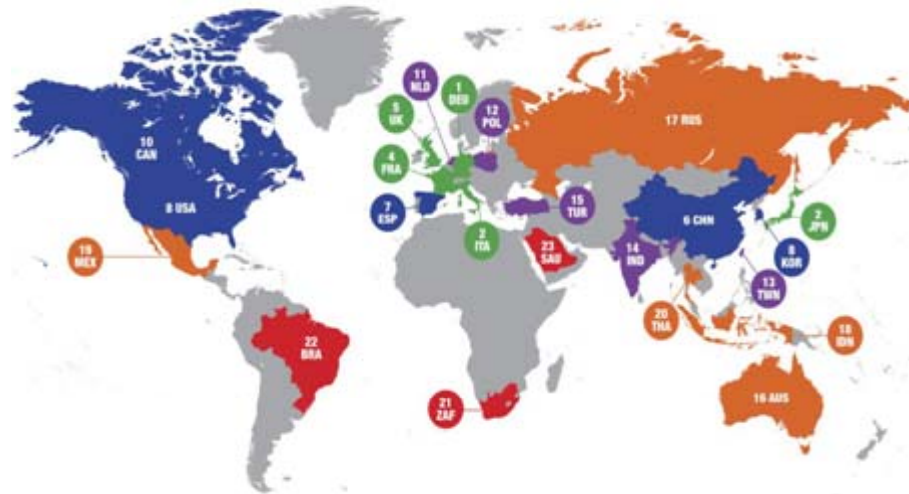 11
NLD
1
DEU
5
UK
12
POL
10
CAN
17 RUS
4
FRA
8 USA
7
ESP
15
TUR
6 CHN
2
JPN
2
ITA
23
SAU
14
IND
8
KOR
19
MEX
13
TWN
20
THA
18
IDN
22
BRA
21
ZAF
16 AUS